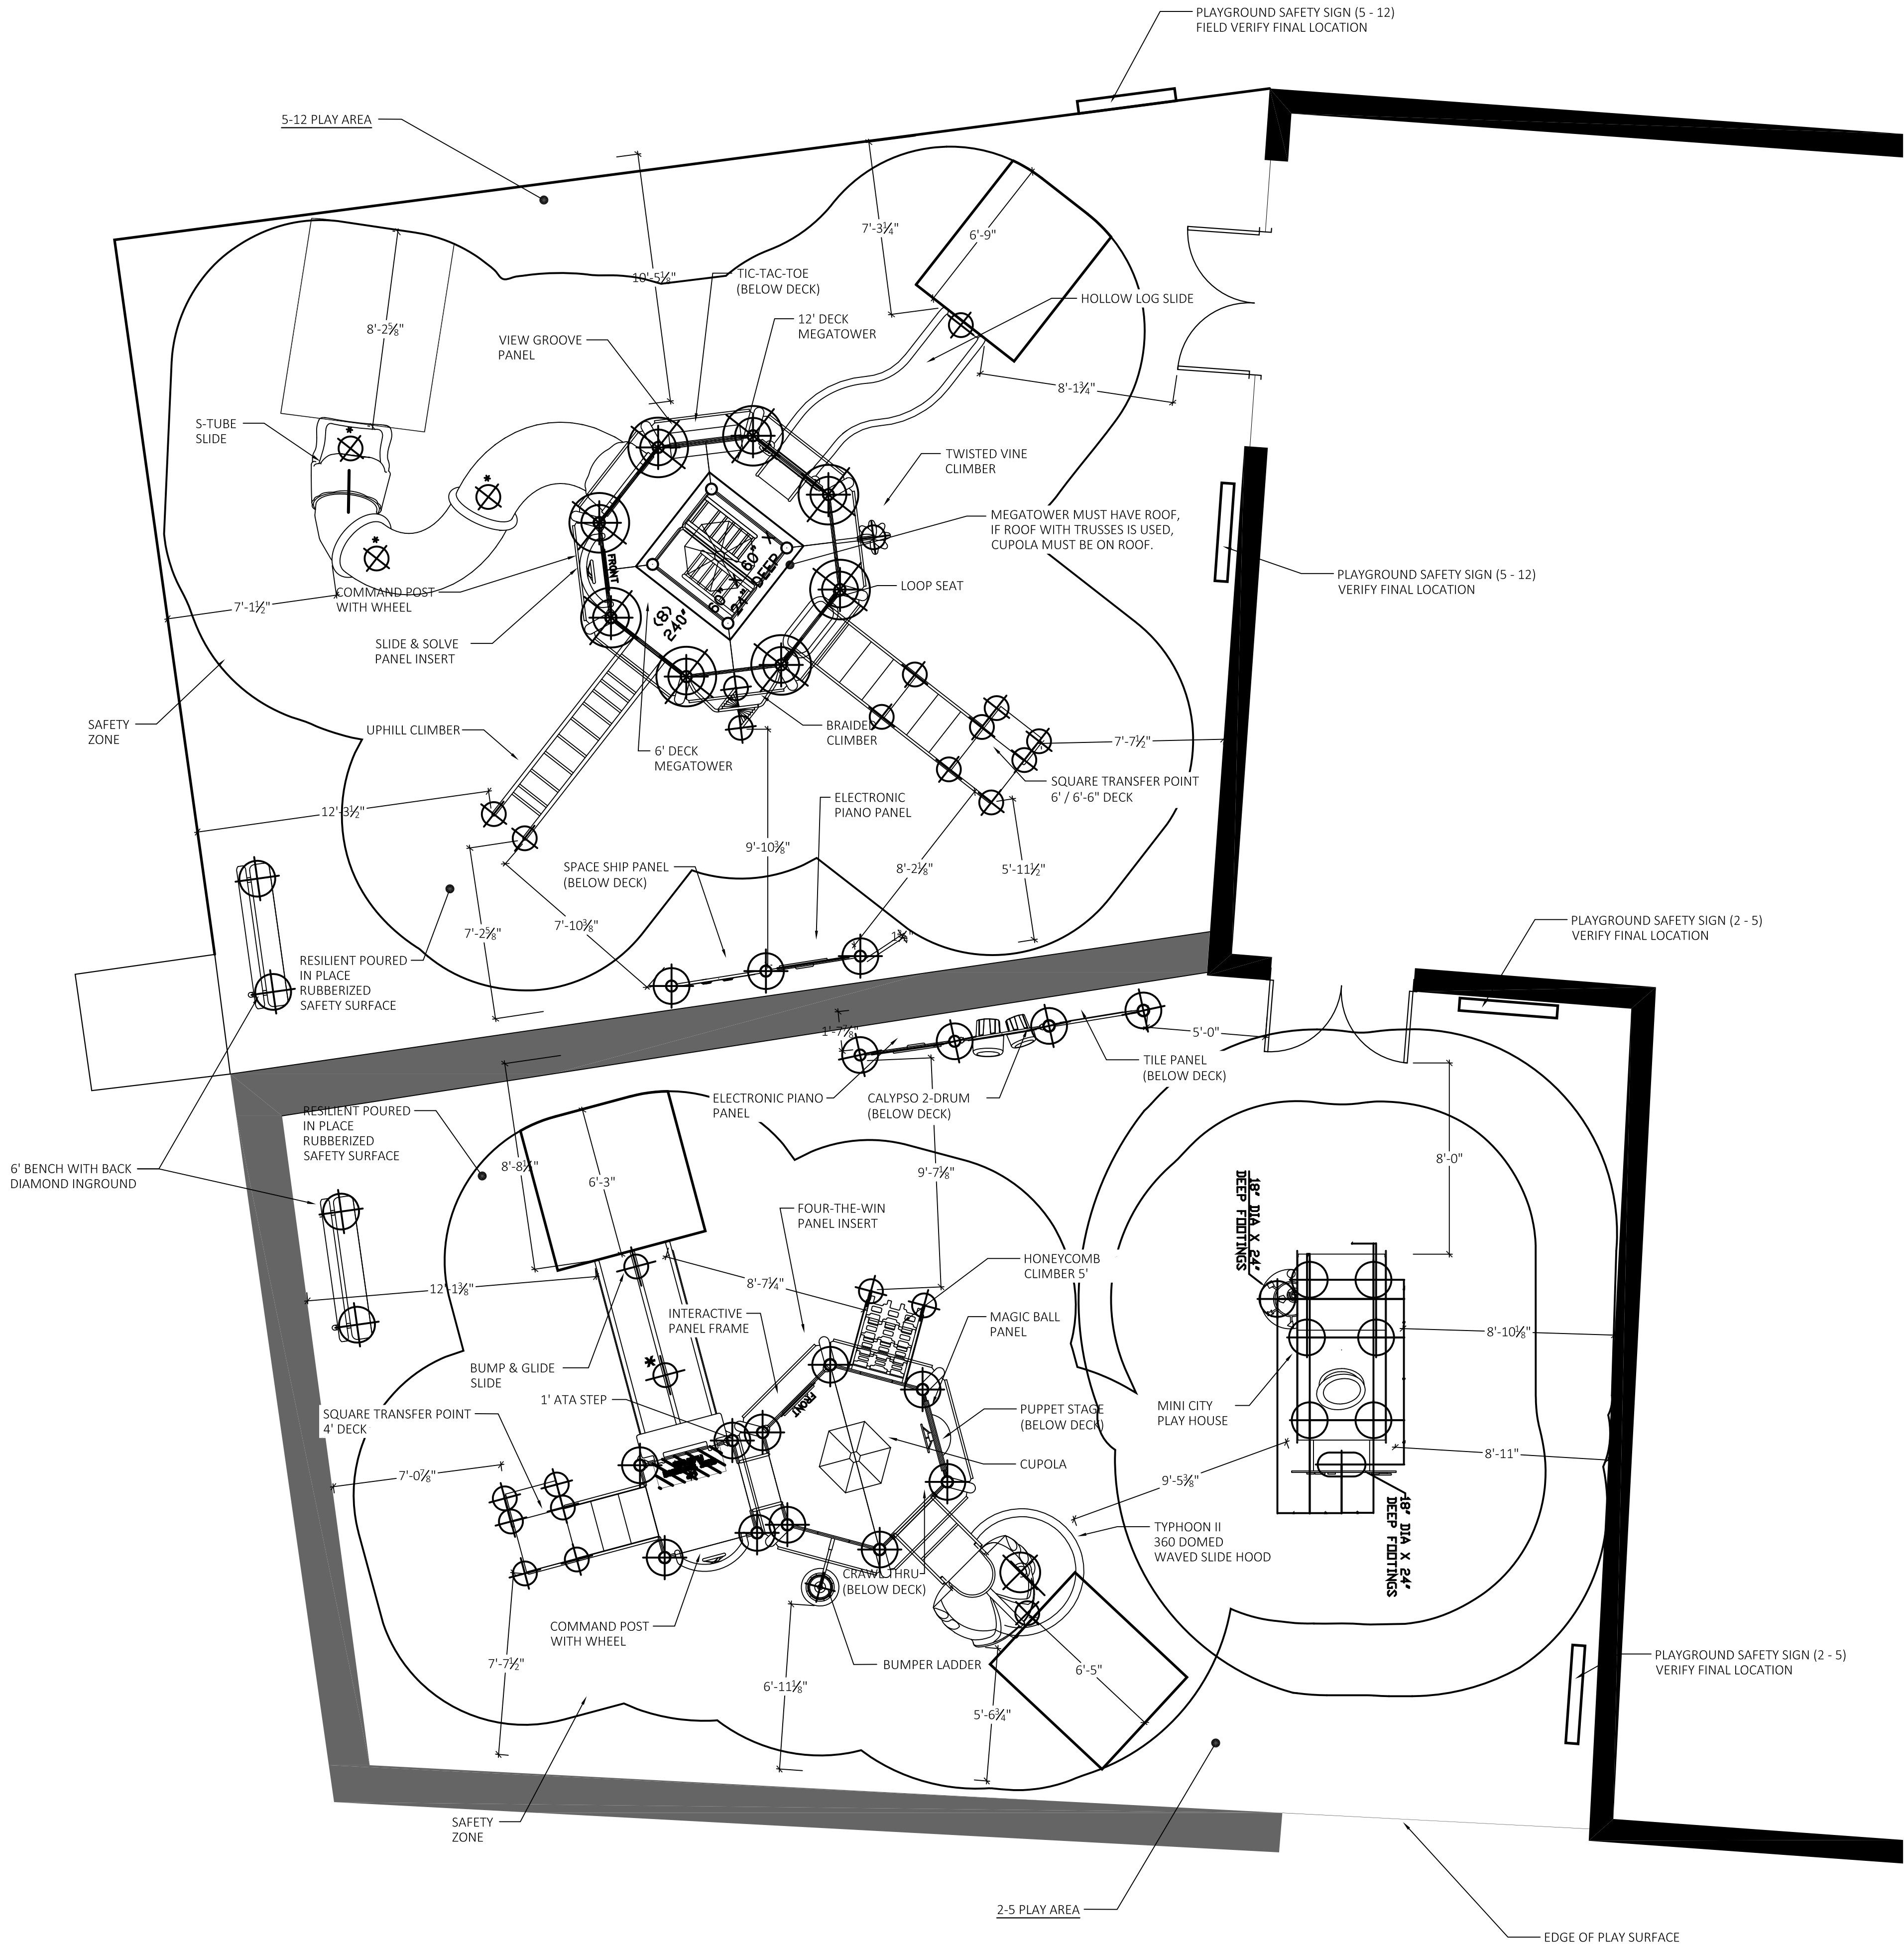 PLAYGROUND SAFETY SIGN (5 - 12)
FIELD VERIFY FINAL LOCATION
5-12 PLAY AREA
7'-3¼"
6'-9"
10'-5⅛"
TIC-TAC-TOE
(BELOW DECK)
HOLLOW LOG SLIDE
12' DECK
MEGATOWER
8'-2⅝"
VIEW GROOVE
PANEL
8'-1¾"
S-TUBE
SLIDE
TWISTED VINE
CLIMBER
MEGATOWER MUST HAVE ROOF,
IF ROOF WITH TRUSSES IS USED,
CUPOLA MUST BE ON ROOF.
FRONT
60" X 60" X
24" DEEP
(8)
240"
PLAYGROUND SAFETY SIGN (5 - 12)
VERIFY FINAL LOCATION
LOOP SEAT
COMMAND POST
WITH WHEEL
7'-1½"
SLIDE & SOLVE
PANEL INSERT
SAFETY
ZONE
UPHILL CLIMBER
BRAIDED
CLIMBER
7'-7½"
6' DECK
MEGATOWER
SQUARE TRANSFER POINT
6' / 6'-6" DECK
12'-3½"
ELECTRONIC
PIANO PANEL
9'-10⅜"
SPACE SHIP PANEL
(BELOW DECK)
8'-2⅛"
5'-11½"
7'-10⅜"
7'-2⅝"
PLAYGROUND SAFETY SIGN (2 - 5)
VERIFY FINAL LOCATION
RESILIENT POURED
IN PLACE
RUBBERIZED
SAFETY SURFACE
1'-7⅞"
5'-0"
TILE PANEL
(BELOW DECK)
ELECTRONIC PIANO
PANEL
CALYPSO 2-DRUM
(BELOW DECK)
RESILIENT POURED
IN PLACE
RUBBERIZED
SAFETY SURFACE
6' BENCH WITH BACK
DIAMOND INGROUND
6'-3"
9'-7⅛"
8'-0"
18" DIA X 24"
DEEP FOOTINGS
FOUR-THE-WIN
PANEL INSERT
HONEYCOMB
CLIMBER 5'
12'-1⅜"
8'-7¼"
INTERACTIVE
PANEL FRAME
MAGIC BALL
PANEL
8'-10⅛"
BUMP & GLIDE
SLIDE
1' ATA STEP
FRONT
SQUARE TRANSFER POINT
4' DECK
PUPPET STAGE
(BELOW DECK)
MINI CITY
PLAY HOUSE
CUPOLA
8'-11"
7'-0⅞"
9'-5⅜"
18" DIA X 24"
DEEP FOOTINGS
TYPHOON II
360 DOMED
WAVED SLIDE HOOD
CRAWL THRU
(BELOW DECK)
COMMAND POST
WITH WHEEL
7'-7½"
BUMPER LADDER
6'-5"
6'-11⅛"
5'-6¾"
PLAYGROUND SAFETY SIGN (2 - 5)
VERIFY FINAL LOCATION
SAFETY
ZONE
2-5 PLAY AREA
EDGE OF PLAY SURFACE